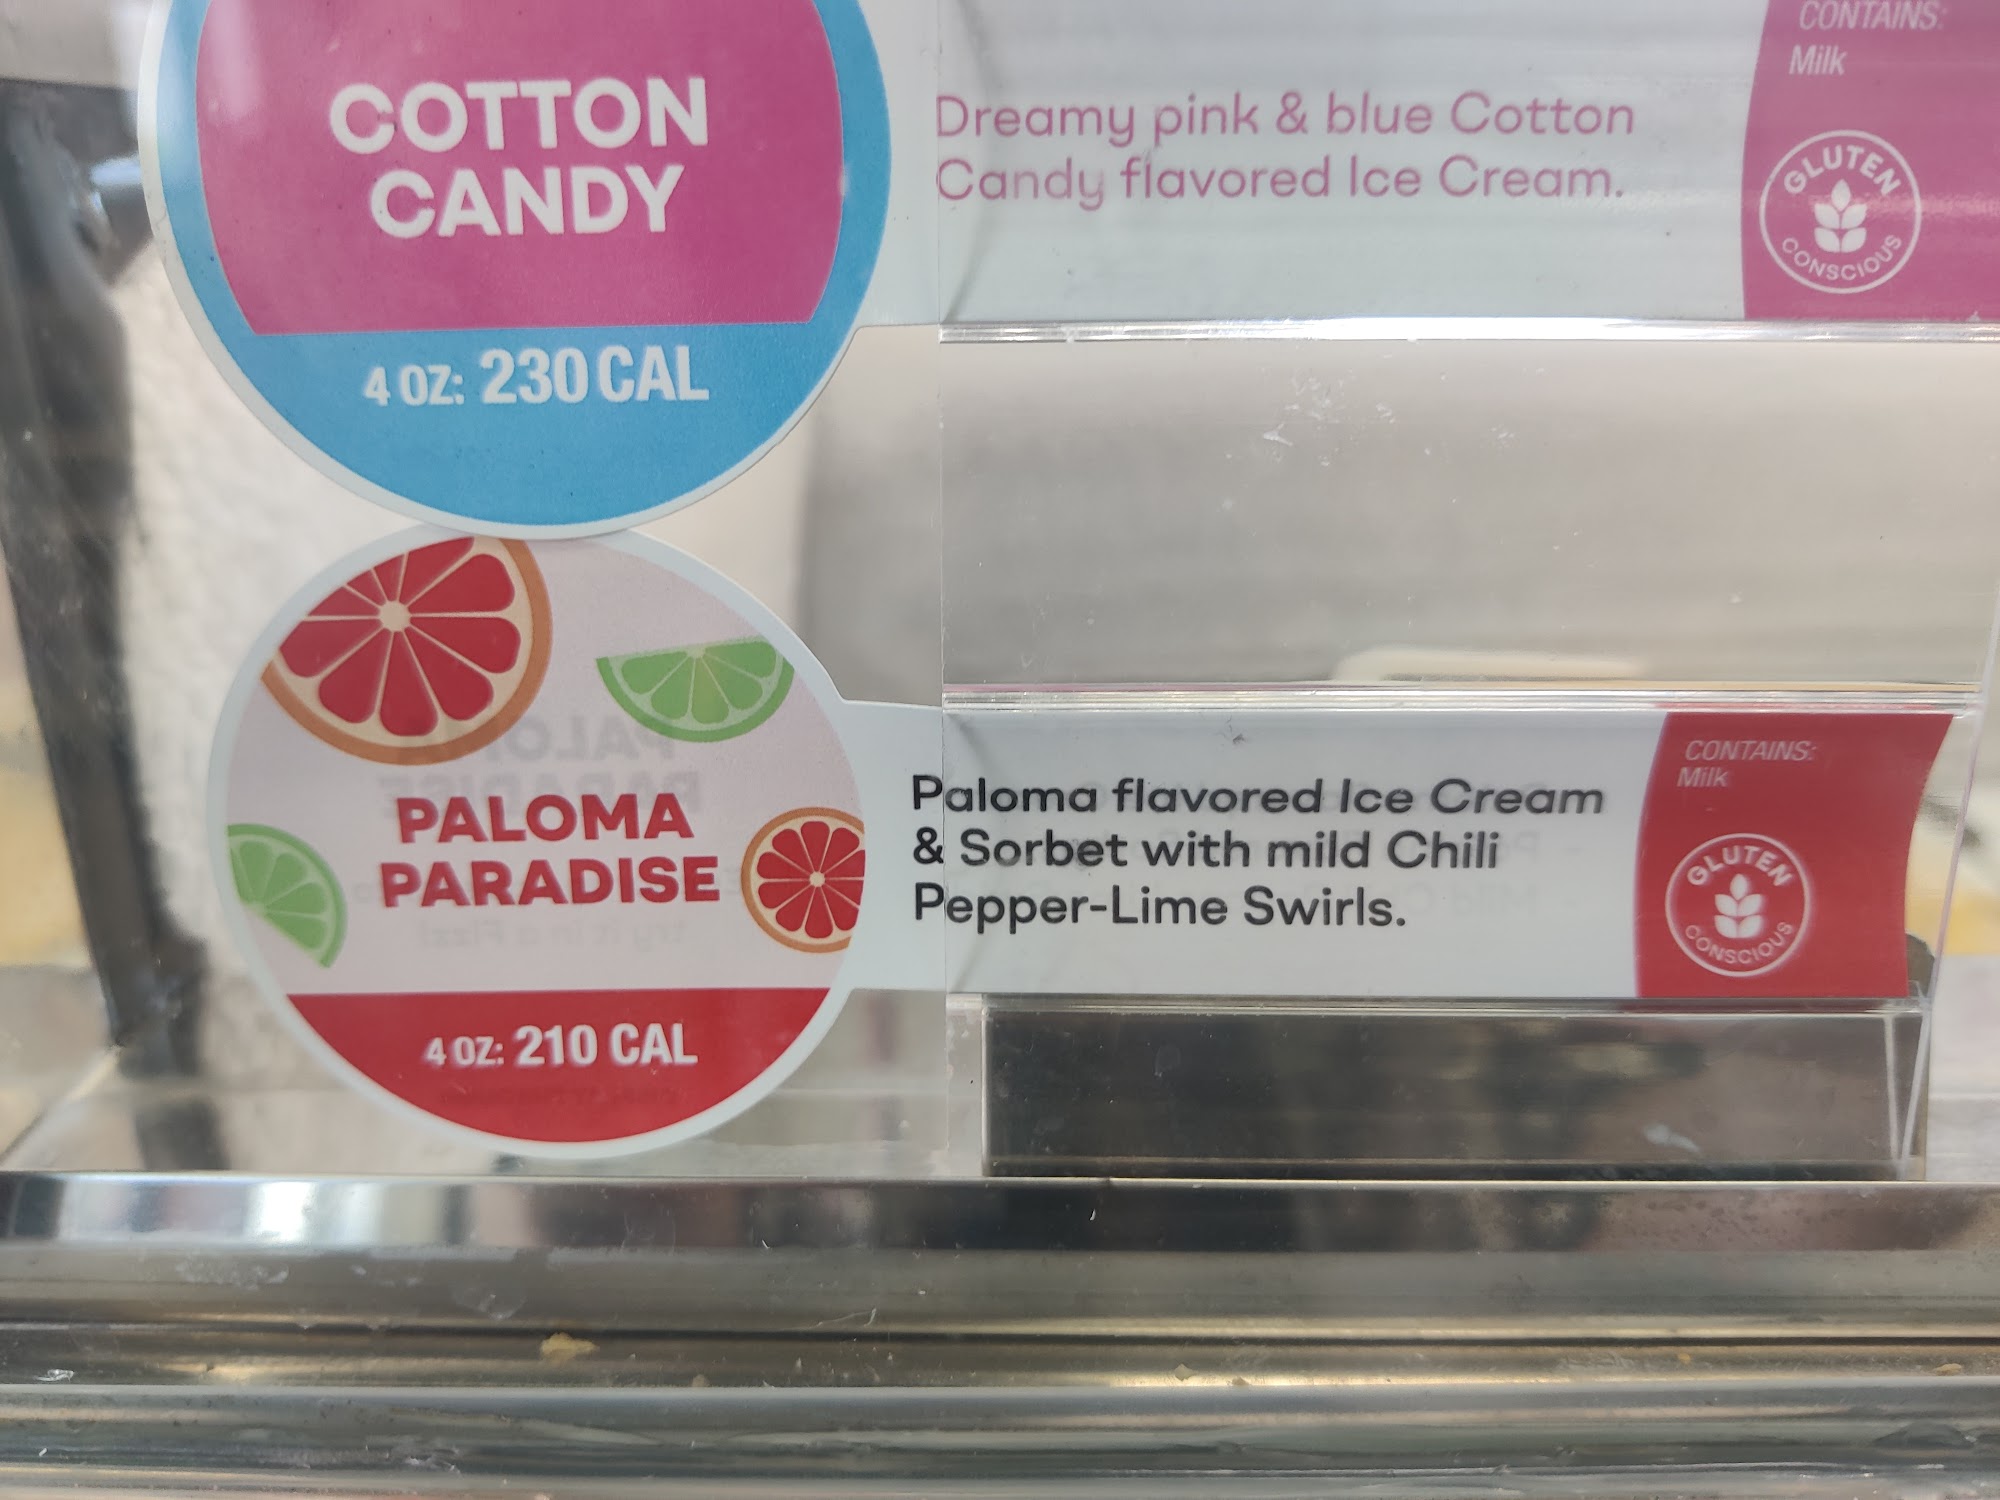 COTTON
CANDY
4 OZ: 230 CAL
Dreamy pink & blue Cotton
Candy flavored Ice Cream.
CONTAINS:
Milk
GLUTEN
CONSCIOUS
PALOMA
PARADISE
4 OZ: 210 CAL
Paloma flavored Ice Cream
& Sorbet with mild Chili
Pepper-Lime Swirls.
CONTAINS:
Milk
GLUTEN
CONSCIOUS